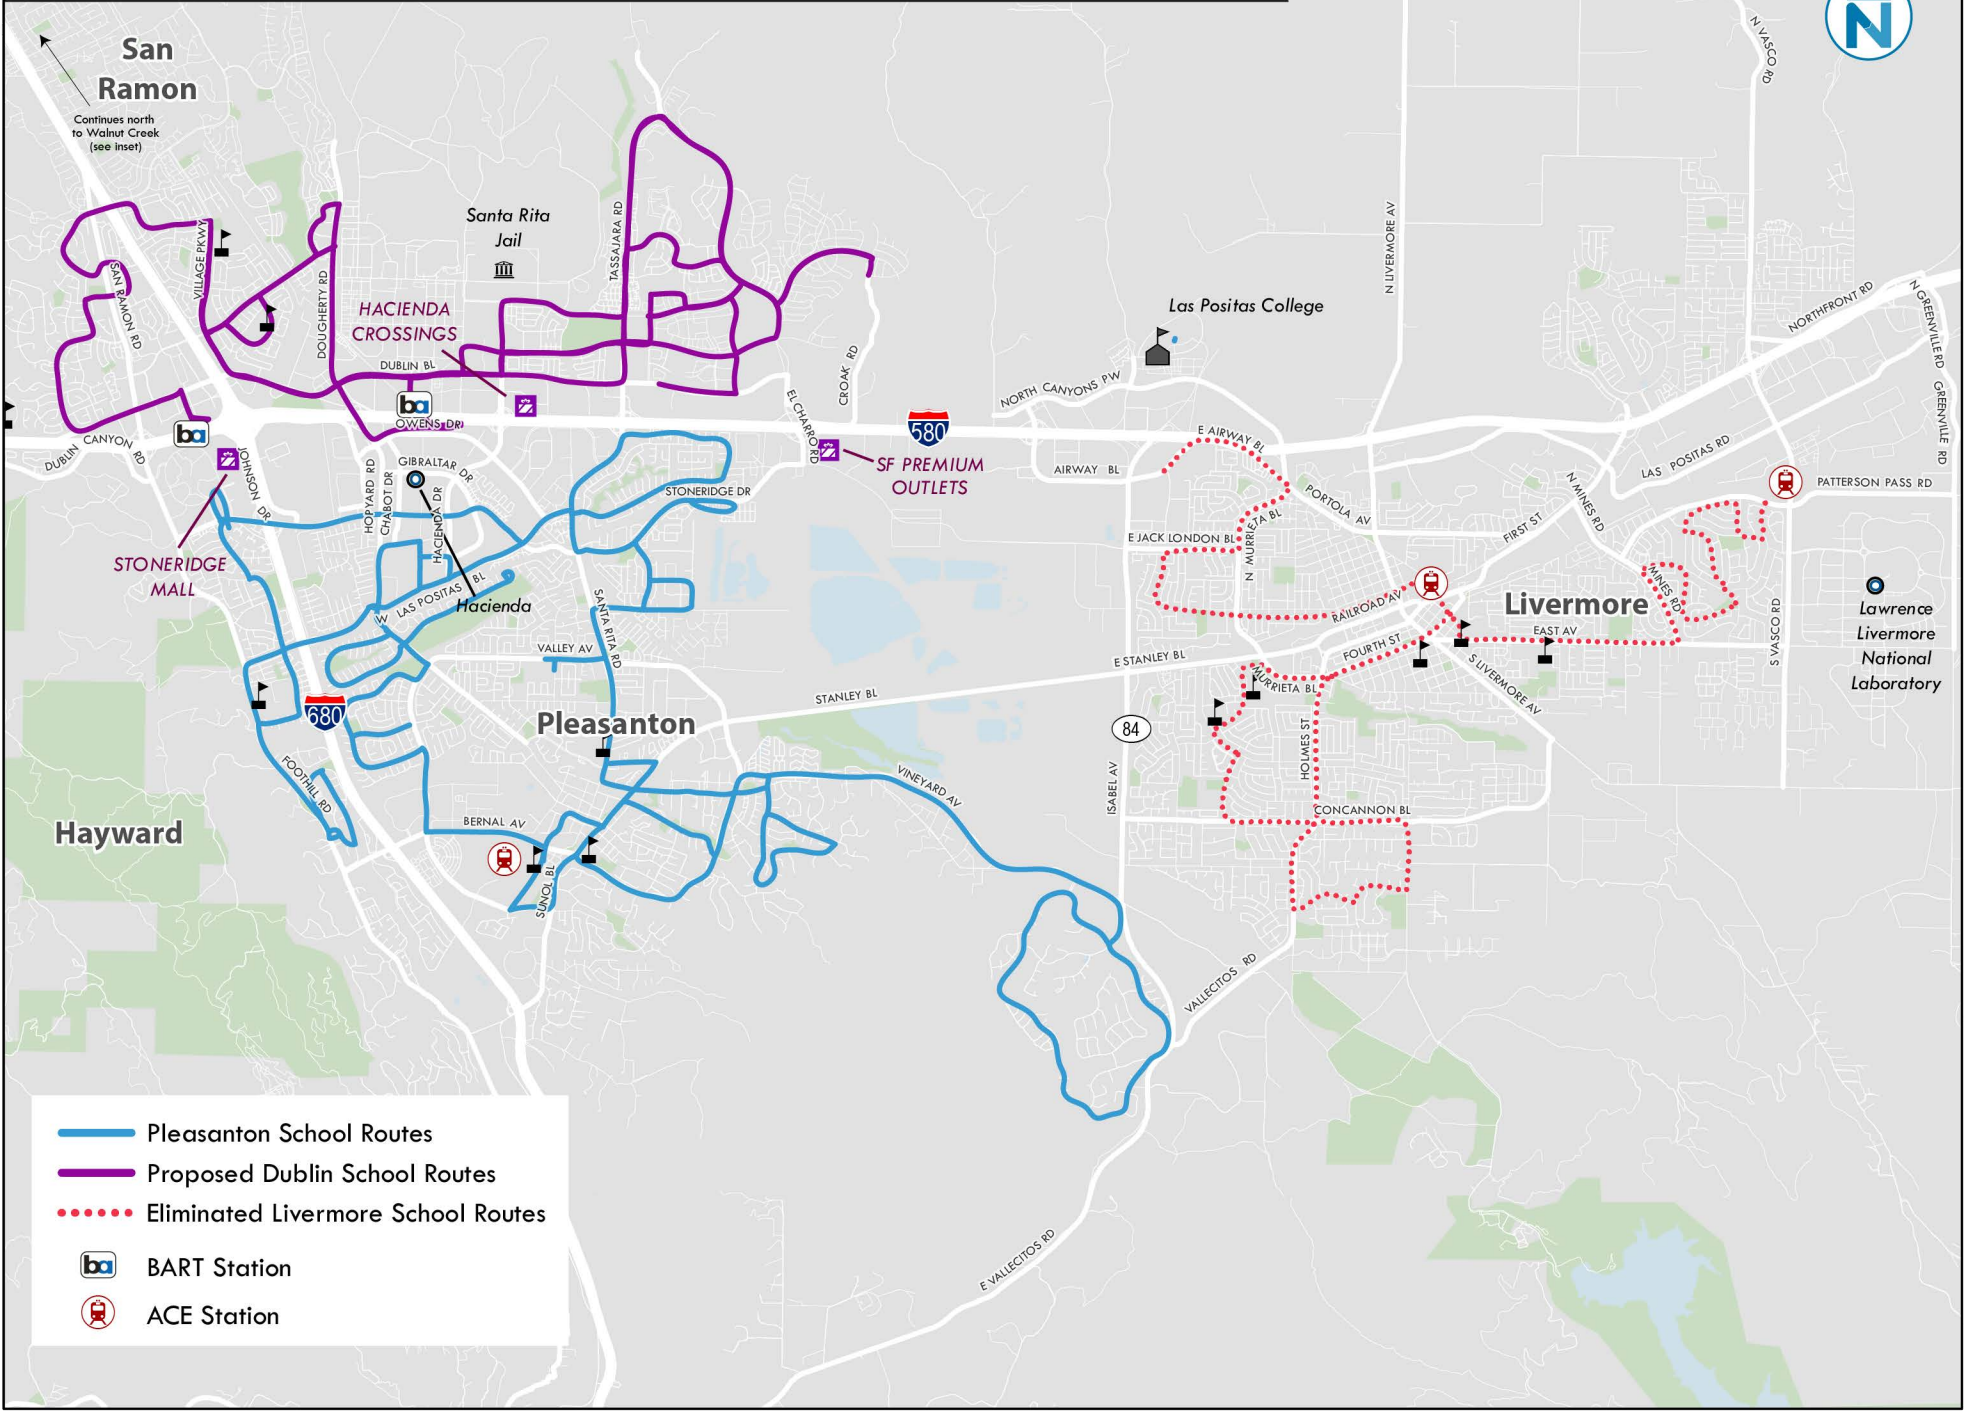 N
N VASCO RD
San
Ramon
Continues north
to Walnut Creek
(see inset)
Santa Rita
Jail
VILLAGE PKWY
SAN RAMON RD
DOUGHERTY RD
TASSAJARA RD
N LIVERMORE AV
HACIENDA
CROSSINGS
Las Positas College
NORTHFRONT RD
N GREENVILLE RD
GREENVILLE RD
DUBLIN BL
CROAK RD
NORTH CANYONS PW
ba
OWENS DR
EL CHARRO RD
580
E AIRWAY BL
ba
DUBLIN CANYON RD
JOHNSON DR
HOPYARD RD
CHABOT DR
GIBRALTAR DR
HACIENDA DR
SF PREMIUM
OUTLETS
AIRWAY BL
LAS POSITAS RD
PATTERSON PASS RD
STONERIDGE DR
PORTOLA AV
N MINES RD
FIRST ST
STONERIDGE
MALL
E JACK LONDON BL
N MURRIETA BL
W LAS POSITAS BL
Hacienda
SANTA RITA RD
RAILROAD AV
Livermore
MINES RD
S VASCO RD
Lawrence
Livermore
National
Laboratory
EAST AV
VALLEY AV
FOURTH ST
E STANLEY BL
STANLEY BL
MURRIETA BL
S LIVERMORE AV
680
Pleasanton
84
HOLMES ST
FOOTHILL RD
VINEYARD AV
ISABEL AV
CONCANNON BL
Hayward
BERNAL AV
SUNOL BL
VALLECITOS RD
E VALLECITOS RD
Pleasanton School Routes
Proposed Dublin School Routes
Eliminated Livermore School Routes
ba
BART Station
ACE Station